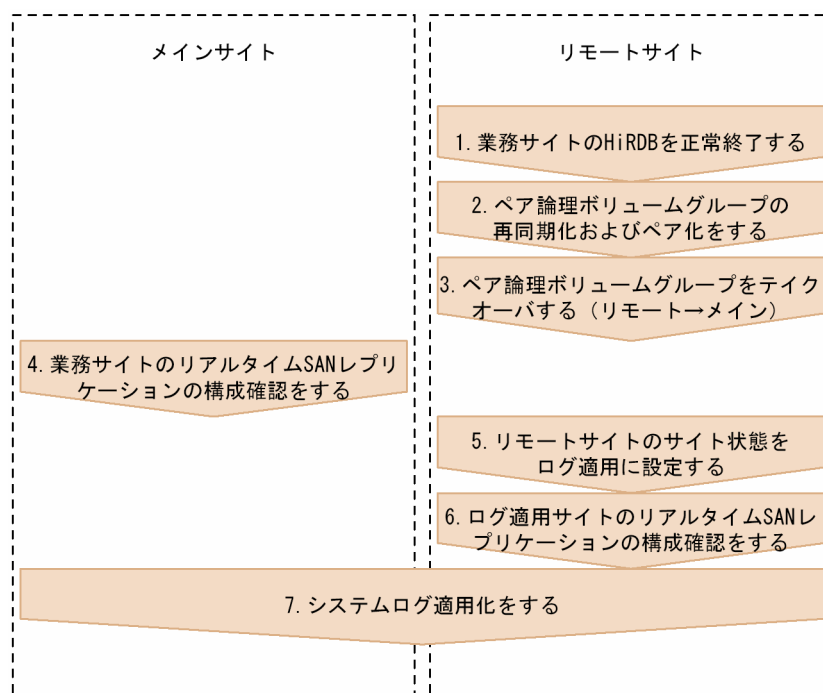 メインサイト
リモートサイト
1.業務サイトのHiRDBを正常終了する
2.ペア論理ボリュームグループの
再同期化およびペア化をする
3.ペア論理ボリュームグループをテイク
オーバする（リモート→メイン）
4.業務サイトのリアルタイムSANレプリ
ケーションの構成確認をする
5.リモートサイトのサイト状態を
ログ適用に設定する
6.ログ適用サイトのリアルタイムSANレ
プリケーションの構成確認をする
7.システムログ適用化をする